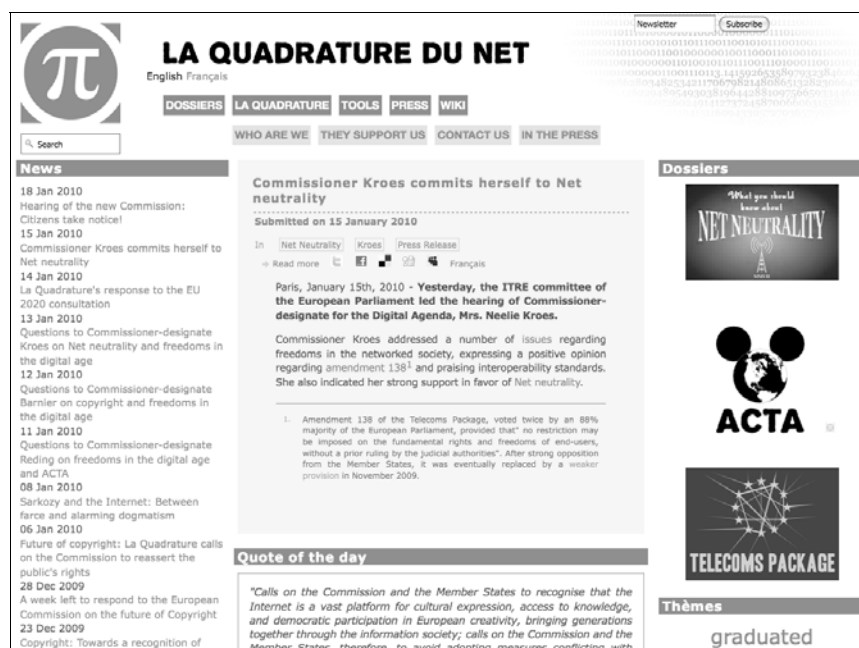 Newsletter
Subscribe
π
LA QUADRATURE DU NET
English Français
DOSSIERS
LA QUADRATURE
TOOLS
PRESS
WIKI
WHO ARE WE
THEY SUPPORT US
CONTACT US
IN THE PRESS
Search
News
18 Jan 2010
Hearing of the new Commission:
Citizens take notice!
15 Jan 2010
Commissioner Kroes commits herself to
Net neutrality
14 Jan 2010
La Quadrature's response to the EU
2020 consultation
13 Jan 2010
Questions to Commissioner-designate
Kroes on Net neutrality and freedoms in
the digital age
12 Jan 2010
Questions to Commissioner-designate
Barnier on copyright and freedoms in
the digital age
11 Jan 2010
Questions to Commissioner-designate
Reding on freedoms in the digital age
and ACTA
08 Jan 2010
Sarkozy and the Internet: Between
farce and alarming dogmatism
06 Jan 2010
Future of copyright: La Quadrature calls
on the Commission to reassert the
public's rights
28 Dec 2009
A week left to respond to the European
Commission on the future of Copyright
23 Dec 2009
Copyright: Towards a recognition of
Commissioner Kroes commits herself to Net
neutrality
Submitted on 15 January 2010
In Net Neutrality Kroes Press Release
Read more Français
Paris, January 15th, 2010 - Yesterday, the ITRE committee of
the European Parliament led the hearing of Commissioner-
designate for the Digital Agenda, Mrs. Neelie Kroes.
Commissioner Kroes addressed a number of issues regarding
freedoms in the networked society, expressing a positive opinion
regarding amendment 138¹ and praising interoperability standards.
She also indicated her strong support in favor of Net neutrality.
1. Amendment 138 of the Telecoms Package, voted twice by an 88%
majority of the European Parliament, provided that" no restriction may
be imposed on the fundamental rights and freedoms of end-users,
without a prior ruling by the judicial authorities". After strong opposition
from the Member States, it was eventually replaced by a weaker
provision in November 2009.
Quote of the day
"Calls on the Commission and the Member States to recognise that the
Internet is a vast platform for cultural expression, access to knowledge,
and democratic participation in European creativity, bringing generations
together through the information society; calls on the Commission and the
Member States, therefore, to avoid adopting measures conflicting with
Dossiers
What you should
know about
NET NEUTRALITY
ACTA
TELECOMS PACKAGE
Thèmes
graduated